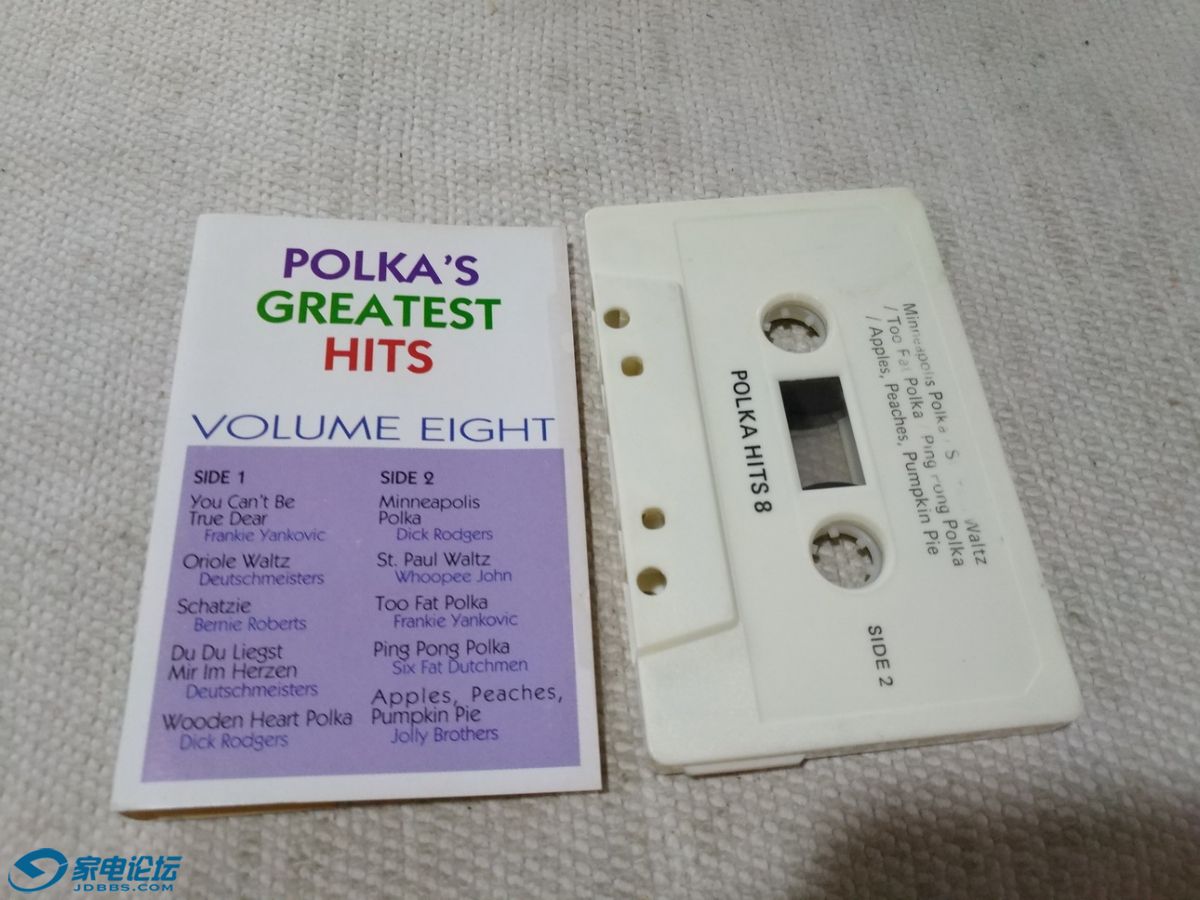 POLKA'S
GREATEST
HITS
VOLUME EIGHT
SIDE 1
You Can't Be
True Dear
Frankie Yankovic
Oriole Waltz
Deutschmeisters
Schatzie
Bernie Roberts
Du Du Liegst
Mir Im Herzen
Deutschmeisters
Wooden Heart Polka
Dick Rodgers
SIDE 2
Minneapolis
Polka
Dick Rodgers
St. Paul Waltz
Whoopee John
Too Fat Polka
Frankie Yankovic
Ping Pong Polka
Six Fat Dutchmen
Apples, Peaches,
Pumpkin Pie
Jolly Brothers
Minneapolis Polka / S Waltz
/ Too Fat Polka / Ping Pong Polka
/ Apples, Peaches, Pumpkin Pie
POLKA HITS 8
SIDE 2
家电论坛
JDBBS.COM